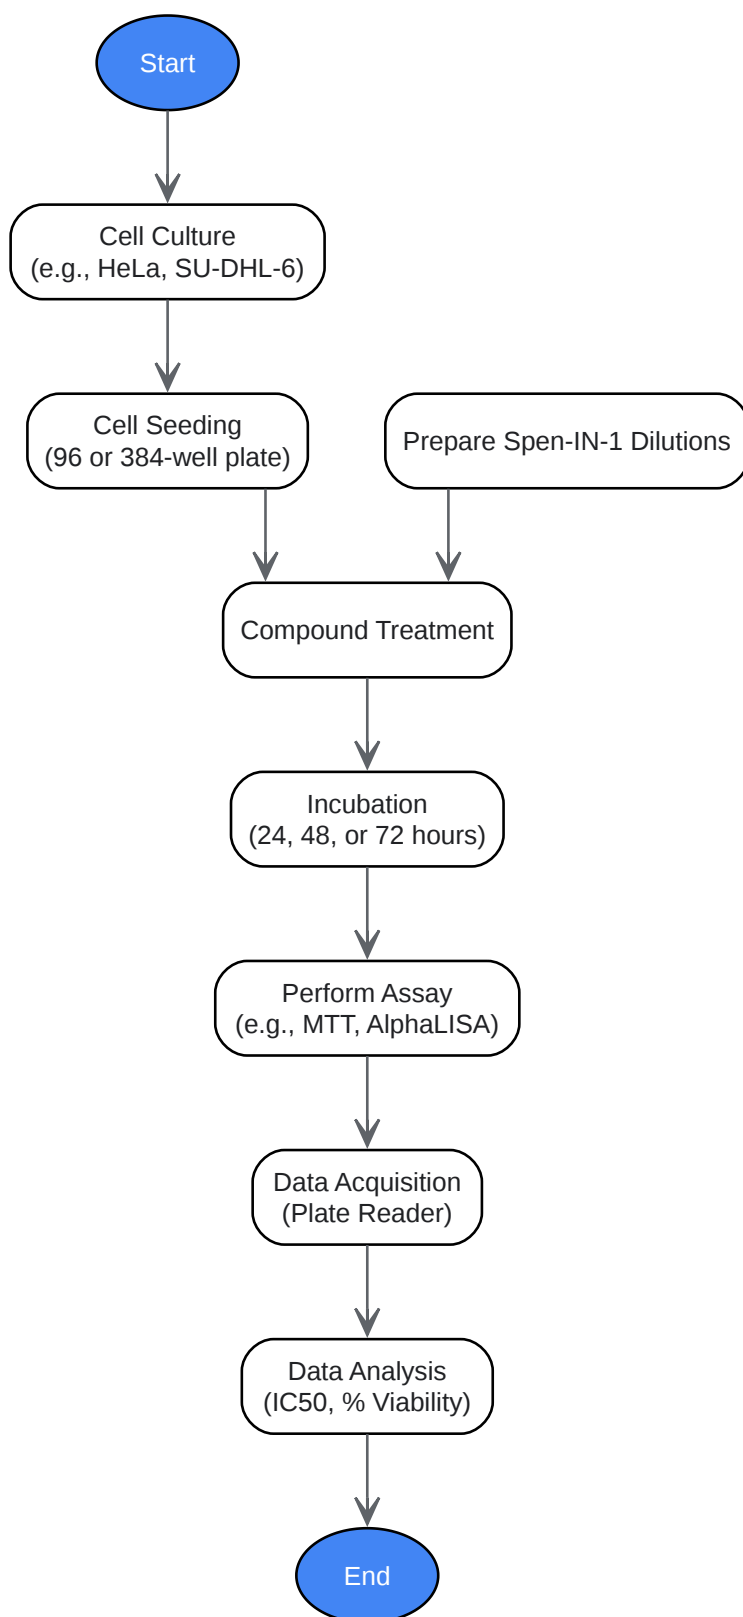 Start
Cell Culture
(e.g., HeLa, SU-DHL-6)
Cell Seeding
(96 or 384-well plate)
Prepare Spen-IN-1 Dilutions
Compound Treatment
Incubation
(24, 48, or 72 hours)
Perform Assay
(e.g., MTT, AlphaLISA)
Data Acquisition
(Plate Reader)
Data Analysis
(IC50, % Viability)
End